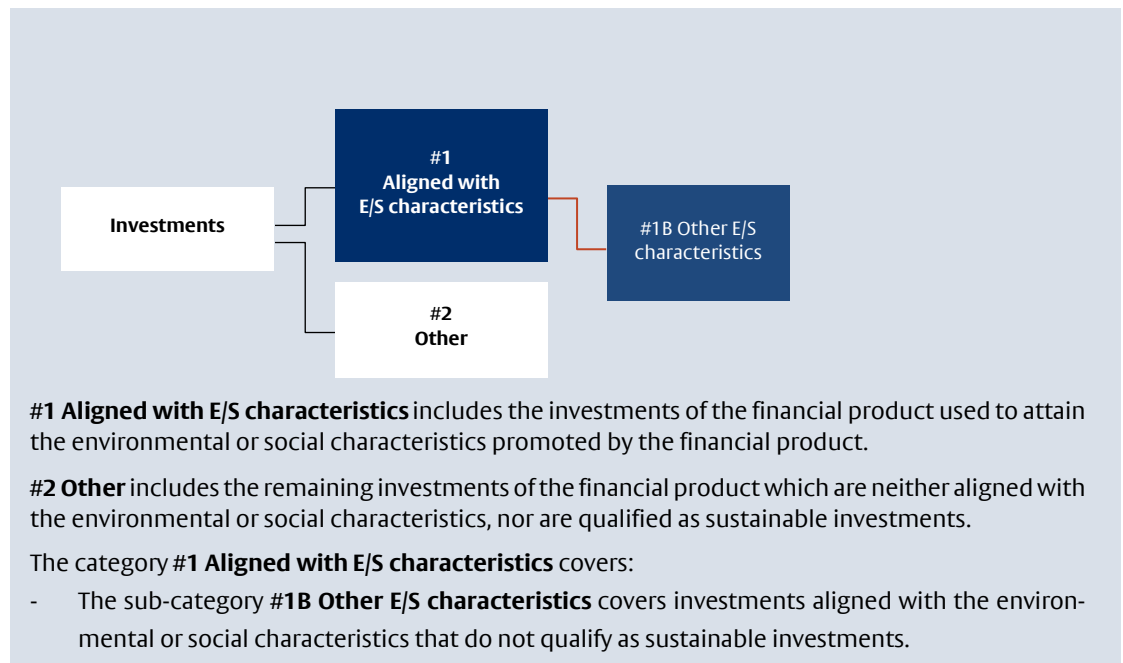 #1
Aligned with
E/S characteristics
Investments
#1B Other E/S
characteristics
#2
Other
#1 Aligned with E/S characteristics includes the investments of the financial product used to attain
the environmental or social characteristics promoted by the financial product.
#2 Other includes the remaining investments of the financial product which are neither aligned with
the environmental or social characteristics, nor are qualified as sustainable investments.
The category #1 Aligned with E/S characteristics covers:
- The sub-category #1B Other E/S characteristics covers investments aligned with the environ-
mental or social characteristics that do not qualify as sustainable investments.